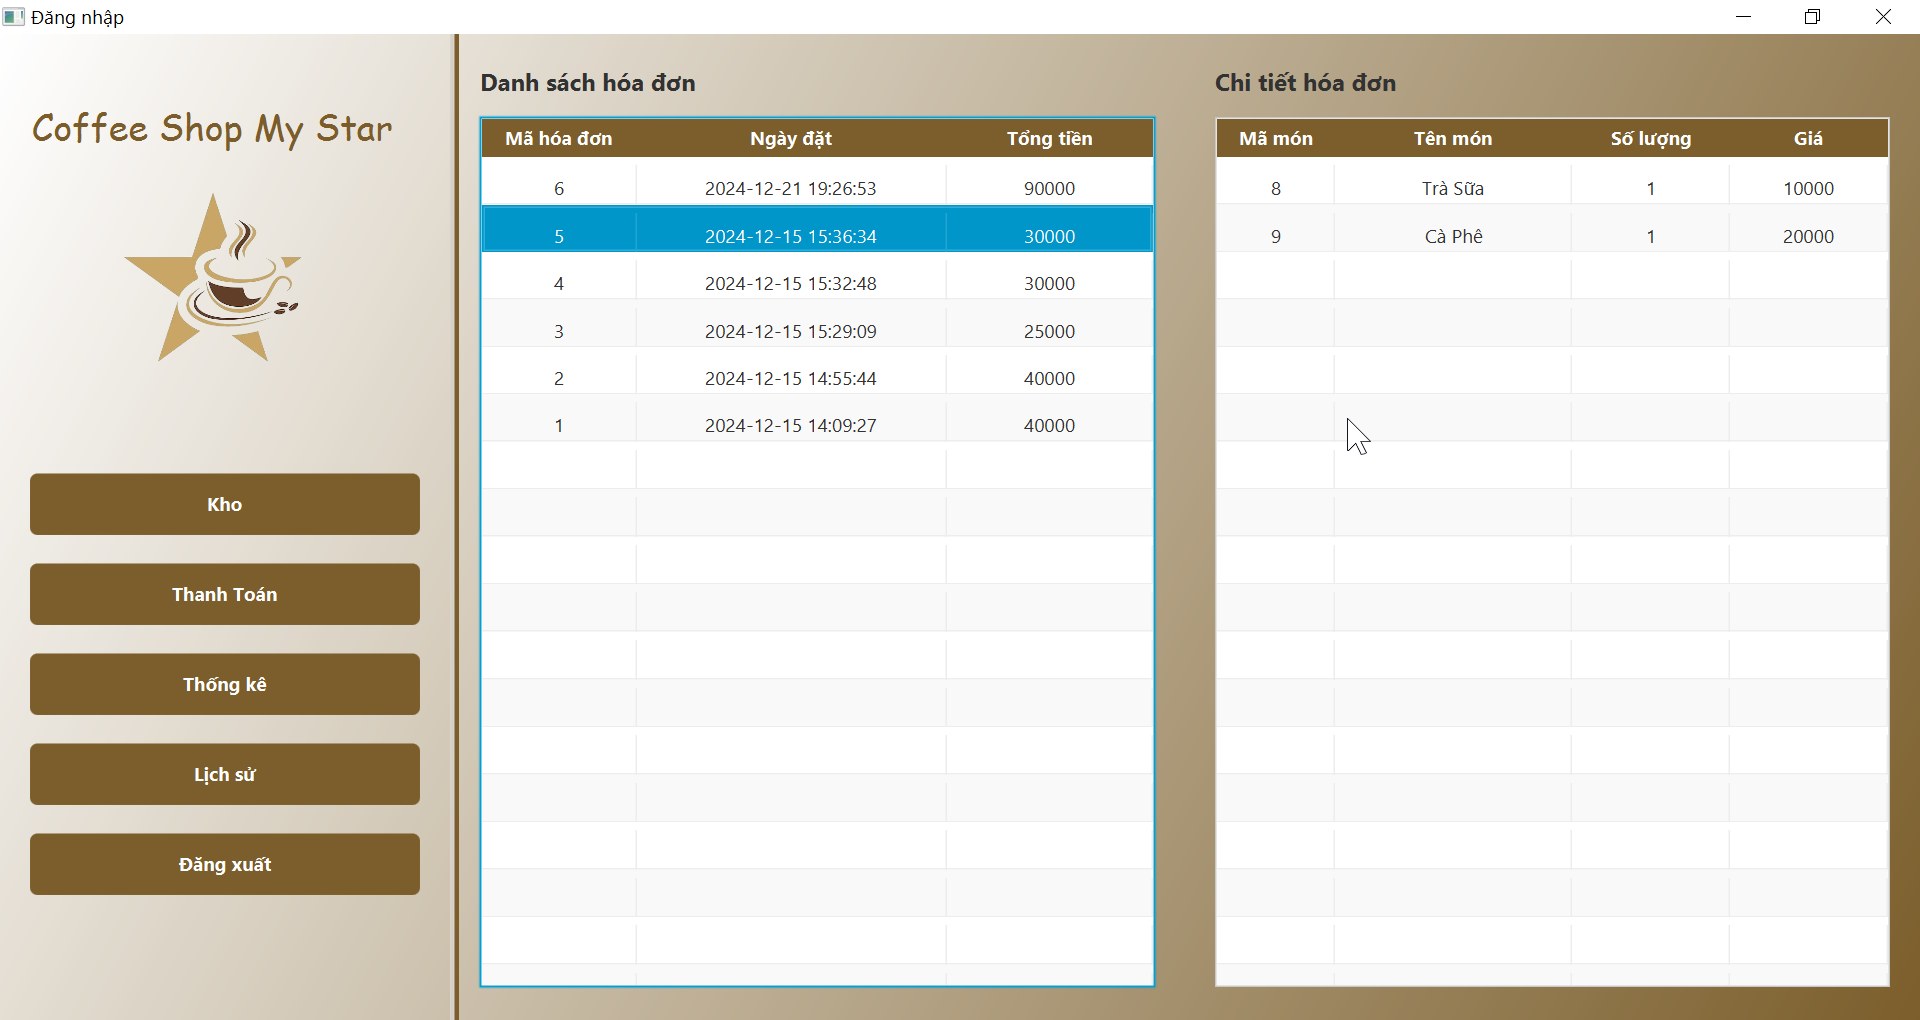 Đăng nhập
Coffee Shop My Star
Kho
Thanh Toán
Thống kê
Lịch sử
Đăng xuất
Danh sách hóa đơn
Mã hóa đơn Ngày đặt Tổng tiền
6 2024-12-21 19:26:53 90000
5 2024-12-15 15:36:34 30000
4 2024-12-15 15:32:48 30000
3 2024-12-15 15:29:09 25000
2 2024-12-15 14:55:44 40000
1 2024-12-15 14:09:27 40000
Chi tiết hóa đơn
Mã món Tên món Số lượng Giá
8 Trà Sữa 1 10000
9 Cà Phê 1 20000